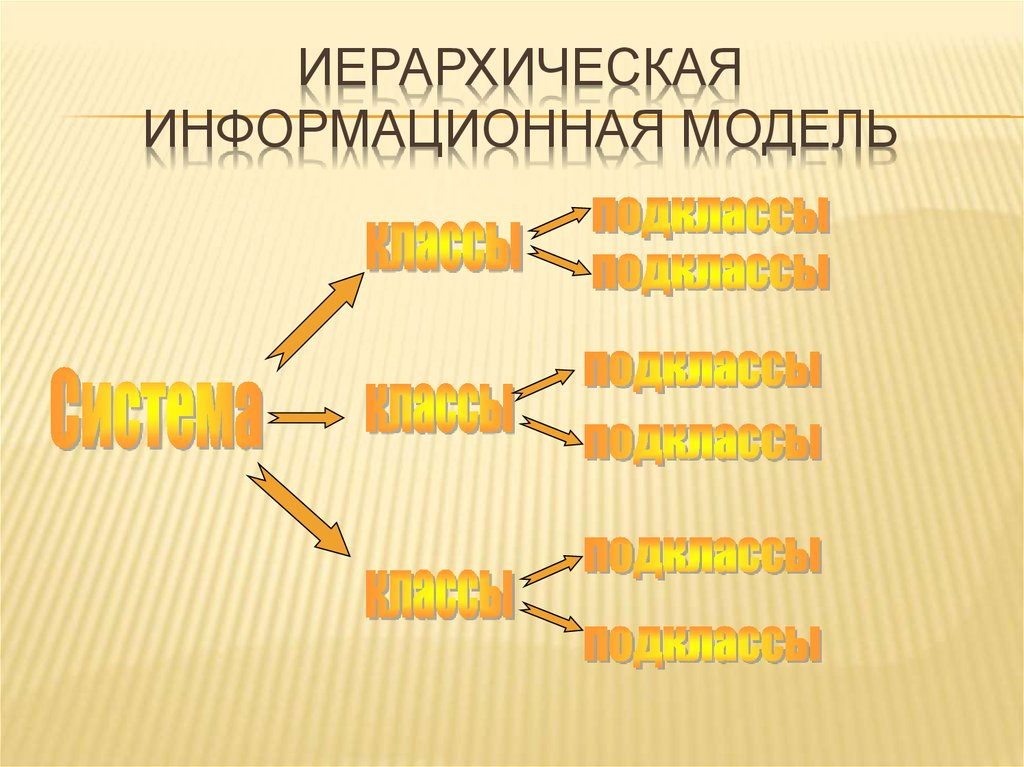 ИЕРАРХИЧЕСКАЯ
ИНФОРМАЦИОННАЯ МОДЕЛЬ
Система
классы
подклассы
подклассы
классы
подклассы
подклассы
классы
подклассы
подклассы